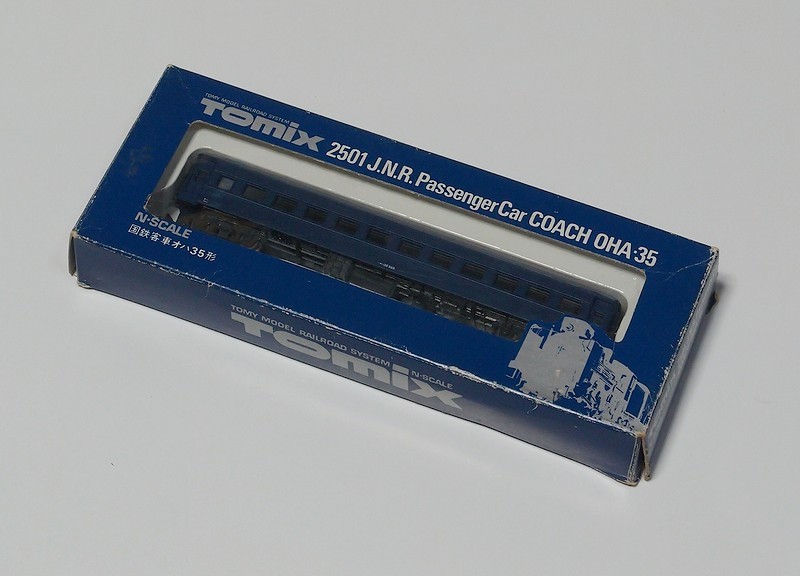 TOMY MODEL RAILROAD SYSTEM
TOMIX
2501 J.N.R. Passenger Car COACH OHA:35
N-SCALE
国鉄客車オハ35形
TOMY MODEL RAILROAD SYSTEM
TOMIX
N-SCALE